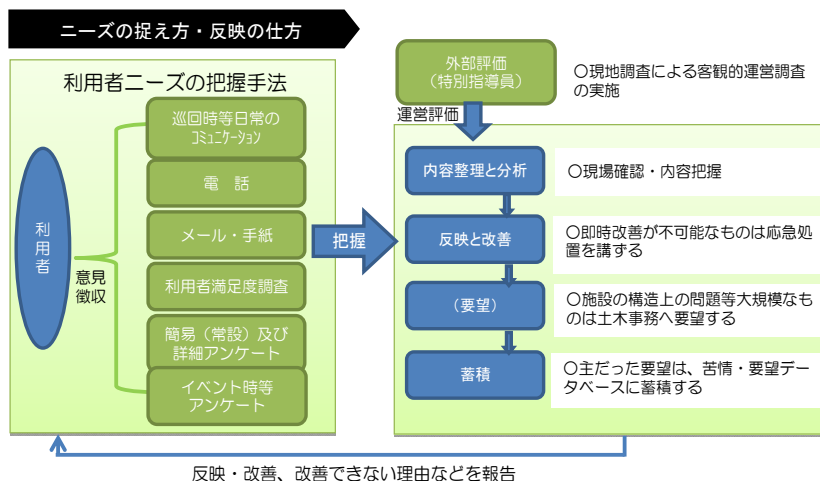 ニーズの捉え方・反映の仕方
利用者ニーズの把握手法
利用者
意見
徴収
巡回時等日常の
ｺﾐｭﾆｹｰｼｮﾝ
電　話
メール・手紙
利用者満足度調査
簡易（常設）及び
詳細アンケート
イベント時等
アンケート
把握
外部評価
（特別指導員）
○現地調査による客観的運営調査
の実施
運営評価
内容整理と分析
○現場確認・内容把握
反映と改善
○即時改善が不可能なものは応急処
置を講ずる
（要望）
○施設の構造上の問題等大規模なも
のは土木事務へ要望する
蓄積
○主だった要望は、苦情・要望デー
タベースに蓄積する
反映・改善、改善できない理由などを報告